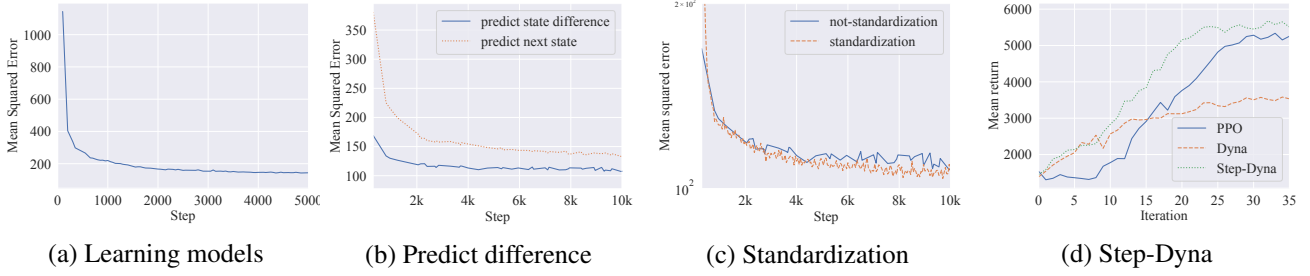 Mean Squared Error
1000
800
600
400
200
0
1000
2000
3000
4000
5000
Step
(a) Learning models
Mean Squared Error
350
300
250
200
150
100
predict state difference
predict next state
2k
4k
6k
8k
10k
Step
(b) Predict difference
Mean squared error
2 × 10²
10²
not-standardization
standardization
2k
4k
6k
8k
10k
Step
(c) Standardization
Mean return
6000
5000
4000
3000
2000
PPO
Dyna
Step-Dyna
0
5
10
15
20
25
30
35
Iteration
(d) Step-Dyna